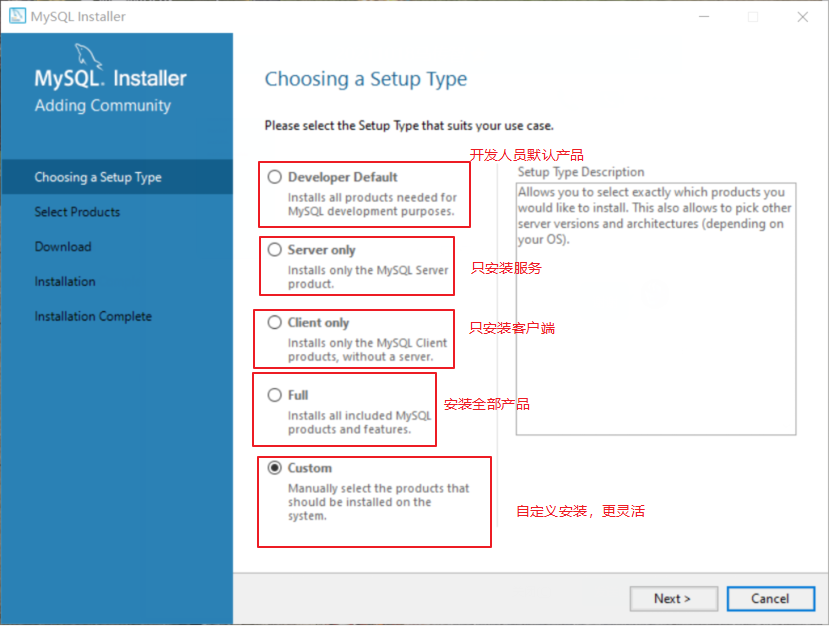 MySQL Installer
MySQL. Installer
Adding Community
Choosing a Setup Type
Select Products
Download
Installation
Installation Complete
Choosing a Setup Type
Please select the Setup Type that suits your use case.
开发人员默认产品
Developer Default
Installs all products needed for
MySQL development purposes.
Server only
Installs only the MySQL Server
product.
只安装服务
Client only
Installs only the MySQL Client
products, without a server.
只安装客户端
Full
Installs all included MySQL
products and features.
安装全部产品
Custom
Manually select the products that
should be installed on the
system.
自定义安装，更灵活
Setup Type Description
Allows you to select exactly which products you
would like to install. This also allows to pick other
server versions and architectures (depending on
your OS).
Next >
Cancel